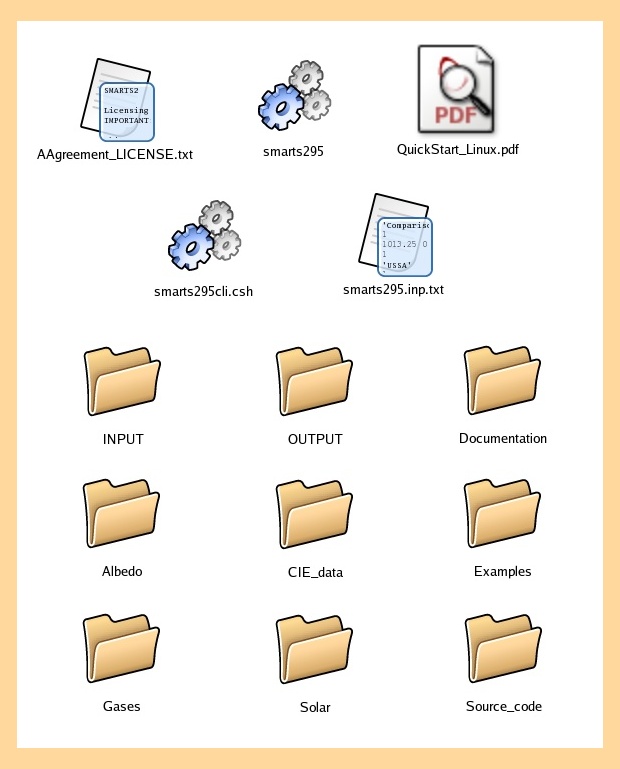 SMARTS2
Licensing
IMPORTANT
AAgreement_LICENSE.txt
smarts295
PDF
QuickStart_Linux.pdf
smarts295cli.csh
'Comparis
1
1013.25 0
1
'USSA'
smarts295.inp.txt
INPUT
OUTPUT
Documentation
Albedo
CIE_data
Examples
Gases
Solar
Source_code